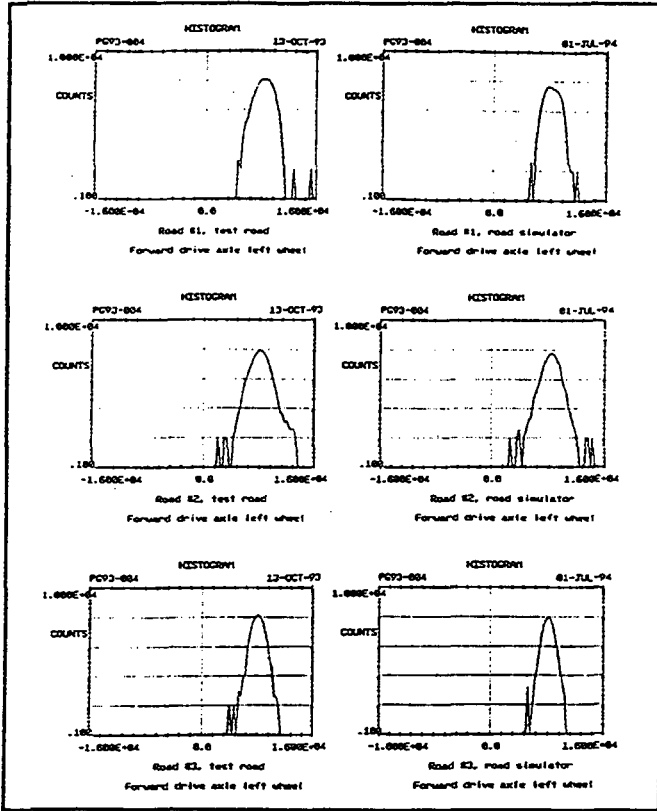 HISTOGRAM
PG93-004 13-OCT-93
1.000E+04
COUNTS
.100
-1.600E+04 0.0 1.600E+04
Road #1, test road
Forward drive axle left wheel
HISTOGRAM
PG93-004 01-JUL-94
1.000E+04
COUNTS
.100
-1.600E+04 0.0 1.600E+04
Road #1, road simulator
Forward drive axle left wheel
HISTOGRAM
PG93-004 13-OCT-93
1.000E+04
COUNTS
.100
-1.600E+04 0.0 1.600E+04
Road #2, test road
Forward drive axle left wheel
HISTOGRAM
PG93-004 01-JUL-94
1.000E+04
COUNTS
.100
-1.600E+04 0.0 1.600E+04
Road #2, road simulator
Forward drive axle left wheel
HISTOGRAM
PG93-004 13-OCT-93
1.000E+04
COUNTS
.100
-1.600E+04 0.0 1.600E+04
Road #3, test road
Forward drive axle left wheel
HISTOGRAM
PG93-004 01-JUL-94
1.000E+04
COUNTS
.100
-1.600E+04 0.0 1.600E+04
Road #3, road simulator
Forward drive axle left wheel